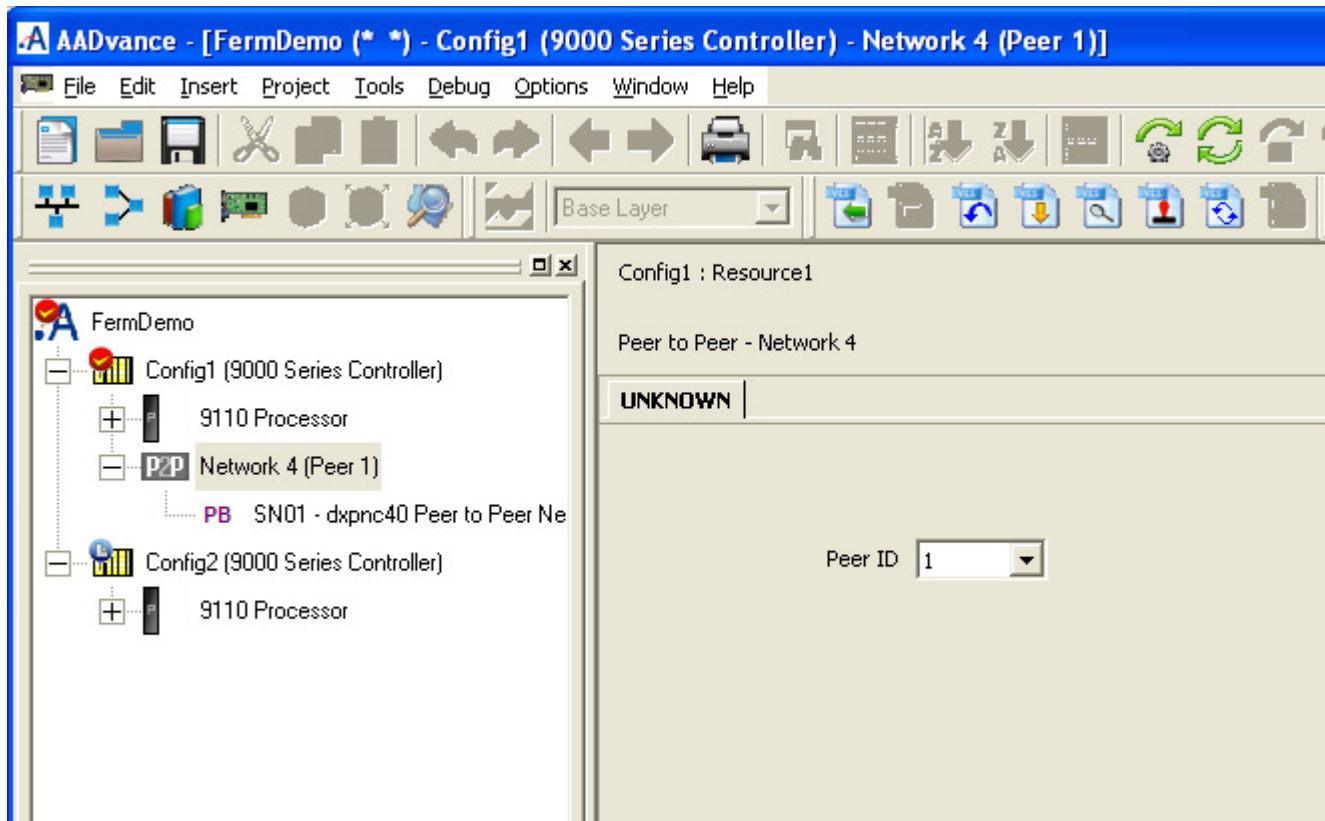 AADvance - [FermDemo (* *) - Config1 (9000 Series Controller) - Network 4 (Peer 1)]
File Edit Insert Project Tools Debug Options Window Help
Base Layer
Config1 : Resource1
Peer to Peer - Network 4
UNKNOWN
Peer ID 1
FermDemo
Config1 (9000 Series Controller)
9110 Processor
P2P Network 4 (Peer 1)
PB SN01 - dxpnc40 Peer to Peer Ne
Config2 (9000 Series Controller)
9110 Processor